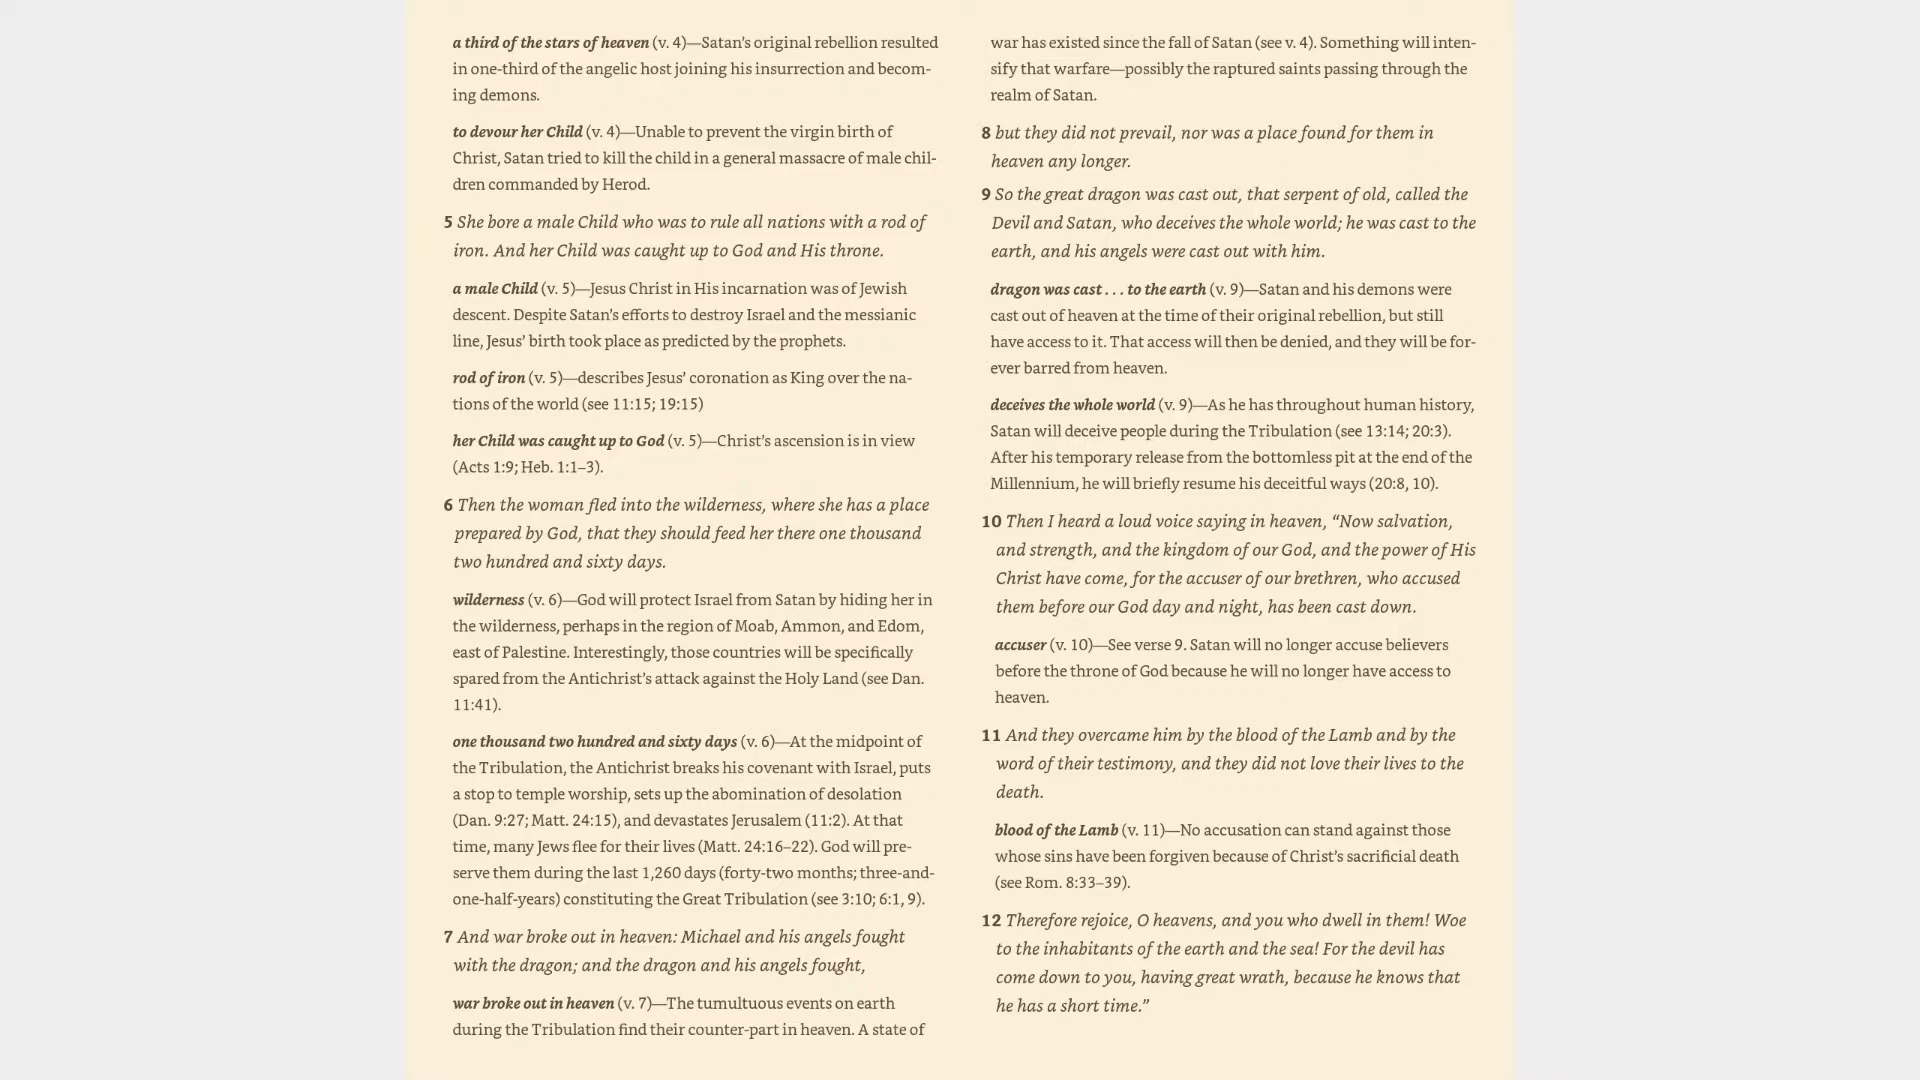 a third of the stars of heaven (v. 4)—Satan’s original rebellion resulted
in one-third of the angelic host joining his insurrection and becom-
ing demons.
to devour her Child (v. 4)—Unable to prevent the virgin birth of
Christ, Satan tried to kill the child in a general massacre of male chil-
dren commanded by Herod.
5 She bore a male Child who was to rule all nations with a rod of
iron. And her Child was caught up to God and His throne.
a male Child (v. 5)—Jesus Christ in His incarnation was of Jewish
descent. Despite Satan’s efforts to destroy Israel and the messianic
line, Jesus’ birth took place as predicted by the prophets.
rod of iron (v. 5)—describes Jesus’ coronation as King over the na-
tions of the world (see 11:15; 19:15)
her Child was caught up to God (v. 5)—Christ’s ascension is in view
(Acts 1:9; Heb. 1:1–3).
6 Then the woman fled into the wilderness, where she has a place
prepared by God, that they should feed her there one thousand
two hundred and sixty days.
wilderness (v. 6)—God will protect Israel from Satan by hiding her in
the wilderness, perhaps in the region of Moab, Ammon, and Edom,
east of Palestine. Interestingly, those countries will be specifically
spared from the Antichrist’s attack against the Holy Land (see Dan.
11:41).
one thousand two hundred and sixty days (v. 6)—At the midpoint of
the Tribulation, the Antichrist breaks his covenant with Israel, puts
a stop to temple worship, sets up the abomination of desolation
(Dan. 9:27; Matt. 24:15), and devastates Jerusalem (11:2). At that
time, many Jews flee for their lives (Matt. 24:16–22). God will pre-
serve them during the last 1,260 days (forty-two months; three-and-
one-half-years) constituting the Great Tribulation (see 3:10; 6:1, 9).
7 And war broke out in heaven: Michael and his angels fought
with the dragon; and the dragon and his angels fought,
war broke out in heaven (v. 7)—The tumultuous events on earth
during the Tribulation find their counter-part in heaven. A state of
war has existed since the fall of Satan (see v. 4). Something will inten-
sify that warfare—possibly the raptured saints passing through the
realm of Satan.
8 but they did not prevail, nor was a place found for them in
heaven any longer.
9 So the great dragon was cast out, that serpent of old, called the
Devil and Satan, who deceives the whole world; he was cast to the
earth, and his angels were cast out with him.
dragon was cast . . . to the earth (v. 9)—Satan and his demons were
cast out of heaven at the time of their original rebellion, but still
have access to it. That access will then be denied, and they will be for-
ever barred from heaven.
deceives the whole world (v. 9)—As he has throughout human history,
Satan will deceive people during the Tribulation (see 13:14; 20:3).
After his temporary release from the bottomless pit at the end of the
Millennium, he will briefly resume his deceitful ways (20:8, 10).
10 Then I heard a loud voice saying in heaven, “Now salvation,
and strength, and the kingdom of our God, and the power of His
Christ have come, for the accuser of our brethren, who accused
them before our God day and night, has been cast down.
accuser (v. 10)—See verse 9. Satan will no longer accuse believers
before the throne of God because he will no longer have access to
heaven.
11 And they overcame him by the blood of the Lamb and by the
word of their testimony, and they did not love their lives to the
death.
blood of the Lamb (v. 11)—No accusation can stand against those
whose sins have been forgiven because of Christ’s sacrificial death
(see Rom. 8:33–39).
12 Therefore rejoice, O heavens, and you who dwell in them! Woe
to the inhabitants of the earth and the sea! For the devil has
come down to you, having great wrath, because he knows that
he has a short time.”